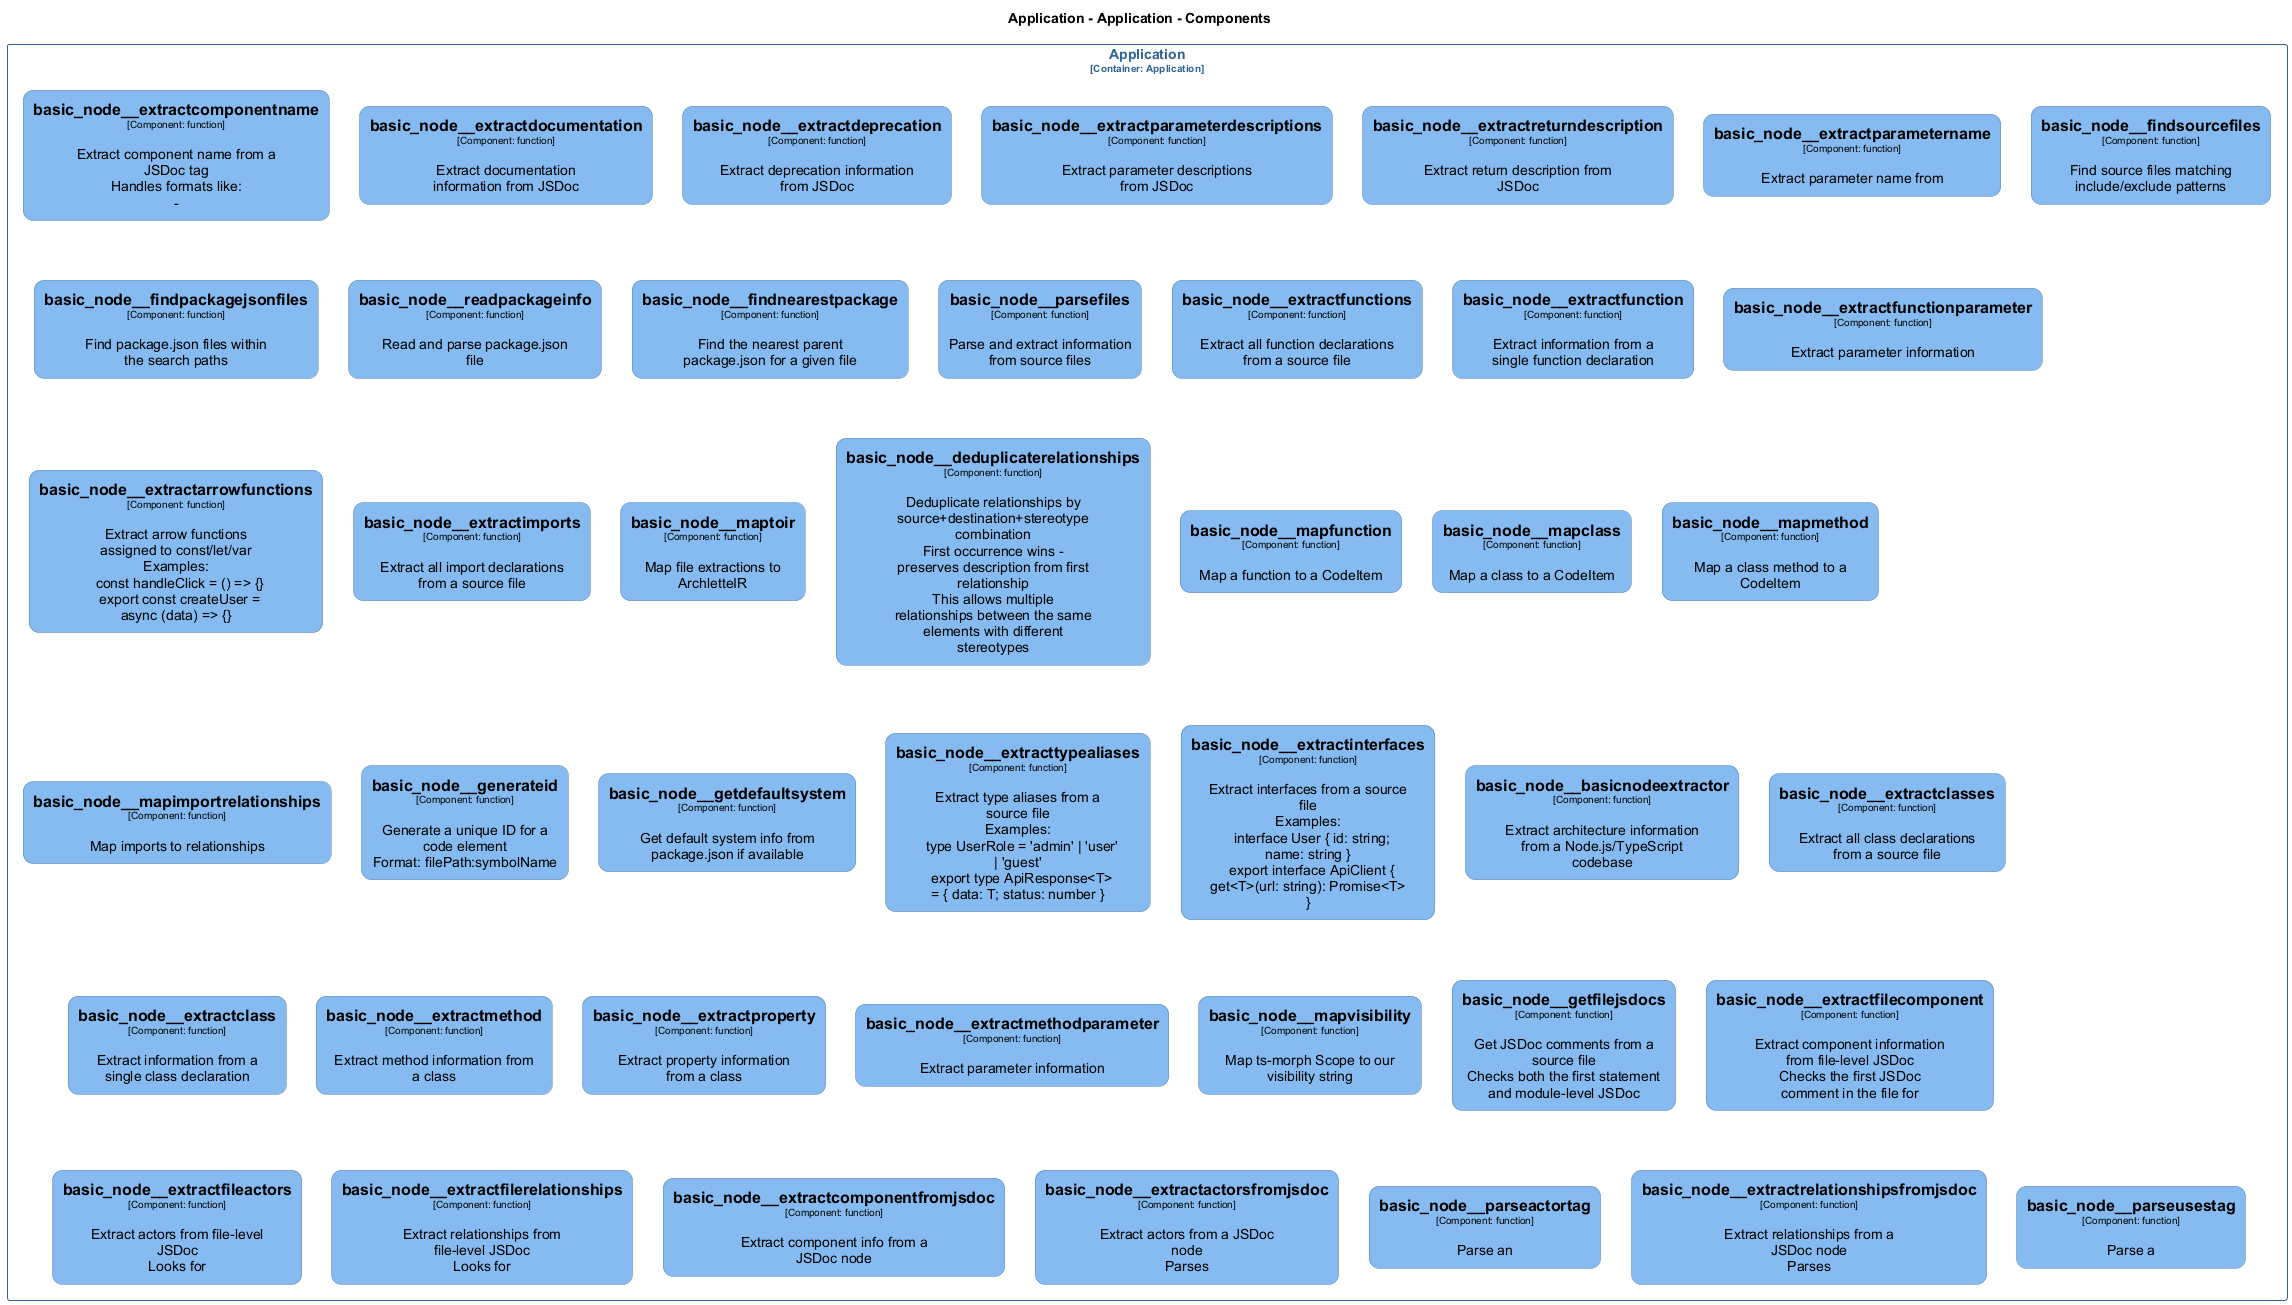 Application - Application - Components
Application
[Container: Application]
basic_node__extractcomponentname
[Component: function]
Extract component name from a
JSDoc tag
Handles formats like:
-
basic_node__extractdocumentation
[Component: function]
Extract documentation
information from JSDoc
basic_node__extractdeprecation
[Component: function]
Extract deprecation information
from JSDoc
basic_node__extractparameterdescriptions
[Component: function]
Extract parameter descriptions
from JSDoc
basic_node__extractreturndescription
[Component: function]
Extract return description from
JSDoc
basic_node__extractparametername
[Component: function]
Extract parameter name from
basic_node__findsourcefiles
[Component: function]
Find source files matching
include/exclude patterns
basic_node__findpackagejsonfiles
[Component: function]
Find package.json files within
the search paths
basic_node__readpackageinfo
[Component: function]
Read and parse package.json
file
basic_node__findnearestpackage
[Component: function]
Find the nearest parent
package.json for a given file
basic_node__parsefiles
[Component: function]
Parse and extract information
from source files
basic_node__extractfunctions
[Component: function]
Extract all function declarations
from a source file
basic_node__extractfunction
[Component: function]
Extract information from a
single function declaration
basic_node__extractfunctionparameter
[Component: function]
Extract parameter information
basic_node__extractarrowfunctions
[Component: function]
Extract arrow functions
assigned to const/let/var
Examples:
const handleClick = () => {}
export const createUser =
async (data) => {}
basic_node__extractimports
[Component: function]
Extract all import declarations
from a source file
basic_node__maptoir
[Component: function]
Map file extractions to
ArchletteIR
basic_node__deduplicaterelationships
[Component: function]
Deduplicate relationships by
source+destination+stereotype
combination
First occurrence wins -
preserves description from first
relationship
This allows multiple
relationships between the same
elements with different
stereotypes
basic_node__mapfunction
[Component: function]
Map a function to a CodeItem
basic_node__mapclass
[Component: function]
Map a class to a CodeItem
basic_node__mapmethod
[Component: function]
Map a class method to a
CodeItem
basic_node__mapimportrelationships
[Component: function]
Map imports to relationships
basic_node__generateid
[Component: function]
Generate a unique ID for a
code element
Format: filePath:symbolName
basic_node__getdefaultsystem
[Component: function]
Get default system info from
package.json if available
basic_node__extracttypealiases
[Component: function]
Extract type aliases from a
source file
Examples:
type UserRole = 'admin' | 'user'
| 'guest'
export type ApiResponse<T>
= { data: T; status: number }
basic_node__extractinterfaces
[Component: function]
Extract interfaces from a source
file
Examples:
interface User { id: string;
name: string }
export interface ApiClient {
get<T>(url: string): Promise<T>
}
basic_node__basicnodeextractor
[Component: function]
Extract architecture information
from a Node.js/TypeScript
codebase
basic_node__extractclasses
[Component: function]
Extract all class declarations
from a source file
basic_node__extractclass
[Component: function]
Extract information from a
single class declaration
basic_node__extractmethod
[Component: function]
Extract method information from
a class
basic_node__extractproperty
[Component: function]
Extract property information
from a class
basic_node__extractmethodparameter
[Component: function]
Extract parameter information
basic_node__mapvisibility
[Component: function]
Map ts-morph Scope to our
visibility string
basic_node__getfilejsdocs
[Component: function]
Get JSDoc comments from a
source file
Checks both the first statement
and module-level JSDoc
basic_node__extractfilecomponent
[Component: function]
Extract component information
from file-level JSDoc
Checks the first JSDoc
comment in the file for
basic_node__extractfileactors
[Component: function]
Extract actors from file-level
JSDoc
Looks for
basic_node__extractfilerelationships
[Component: function]
Extract relationships from
file-level JSDoc
Looks for
basic_node__extractcomponentfromjsdoc
[Component: function]
Extract component info from a
JSDoc node
basic_node__extractactorsfromjsdoc
[Component: function]
Extract actors from a JSDoc
node
Parses
basic_node__parseactortag
[Component: function]
Parse an
basic_node__extractrelationshipsfromjsdoc
[Component: function]
Extract relationships from a
JSDoc node
Parses
basic_node__parseusestag
[Component: function]
Parse a